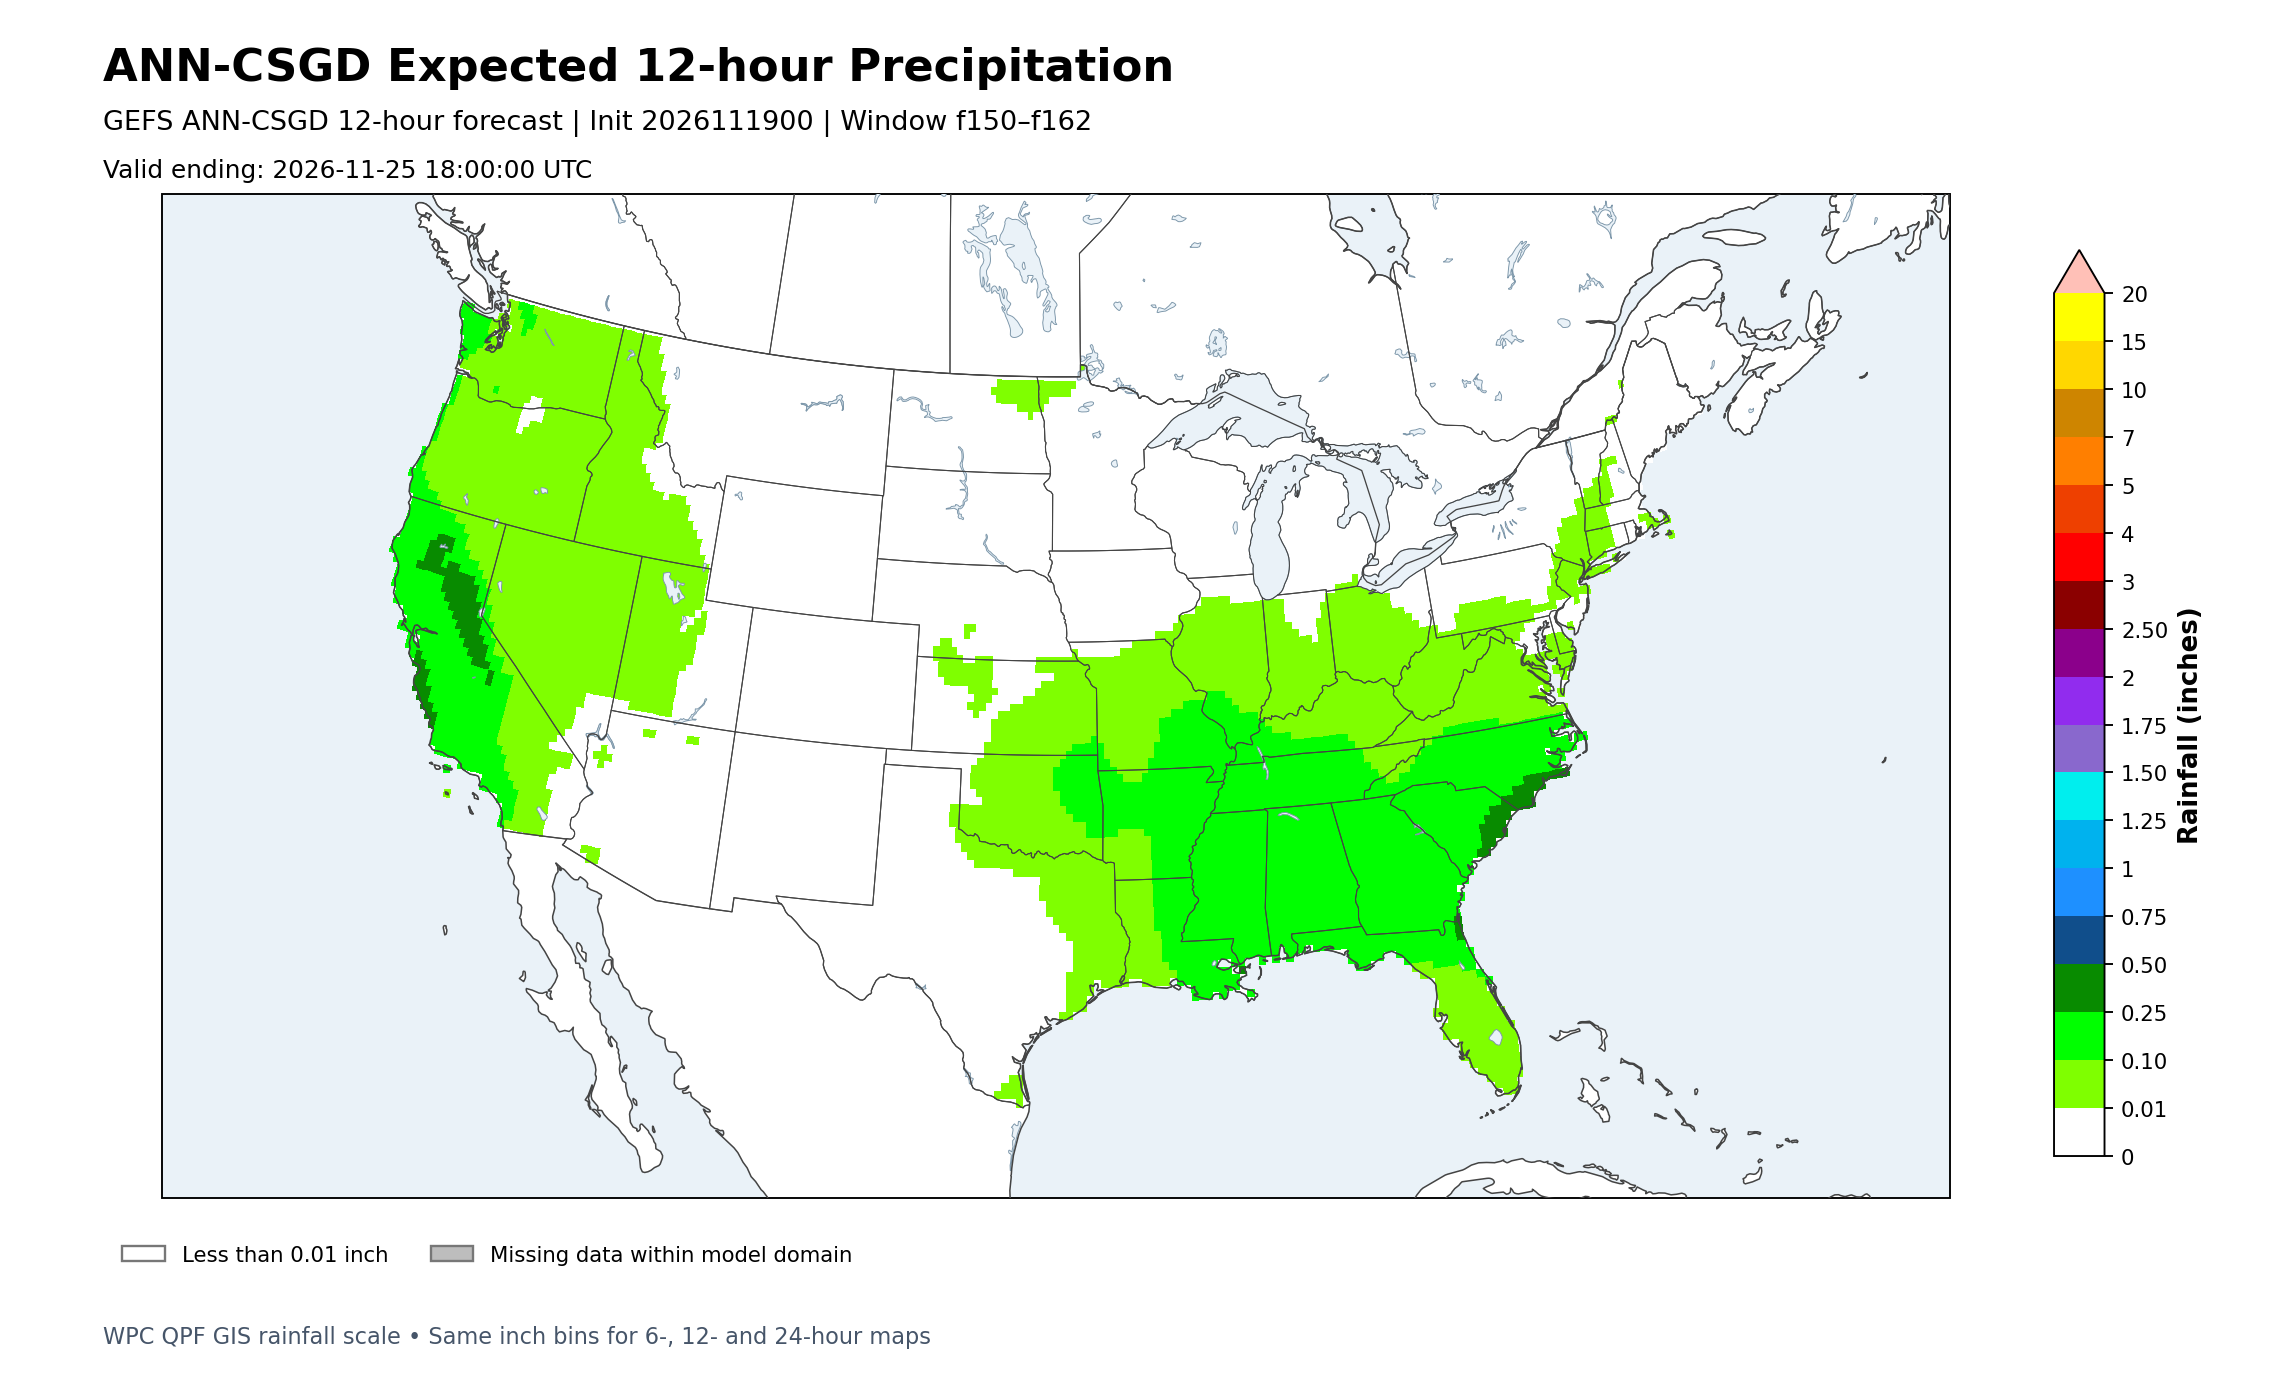 ANN-CSGD Expected 12-hour Precipitation
GEFS ANN-CSGD 12-hour forecast | Init 2026111900 | Window f150–f162
Valid ending: 2026-11-25 18:00:00 UTC
20
15
10
7
5
4
3
2.50
2
1.75
1.50
1.25
1
0.75
0.50
0.25
0.10
0.01
0
Rainfall (inches)
Less than 0.01 inch
Missing data within model domain
WPC QPF GIS rainfall scale • Same inch bins for 6-, 12- and 24-hour maps